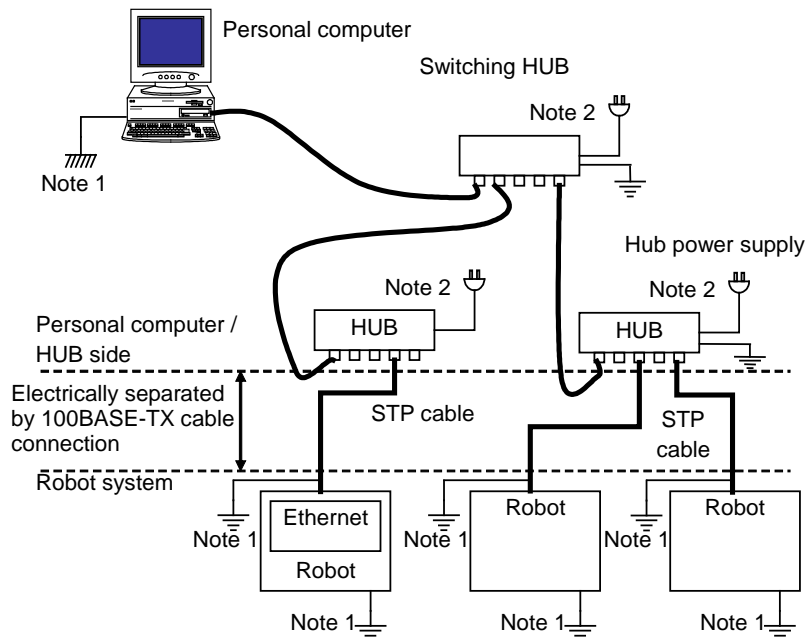 Personal computer
Switching HUB
Note 2
Note 1
Hub power supply
Note 2
Note 2
HUB
HUB
Personal computer /
HUB side
Electrically separated
by 100BASE-TX cable
connection
STP cable
STP
cable
Robot system
Ethernet
Robot
Robot
Robot
Note 1
Note 1
Note 1
Note 1
Note 1
Note 1